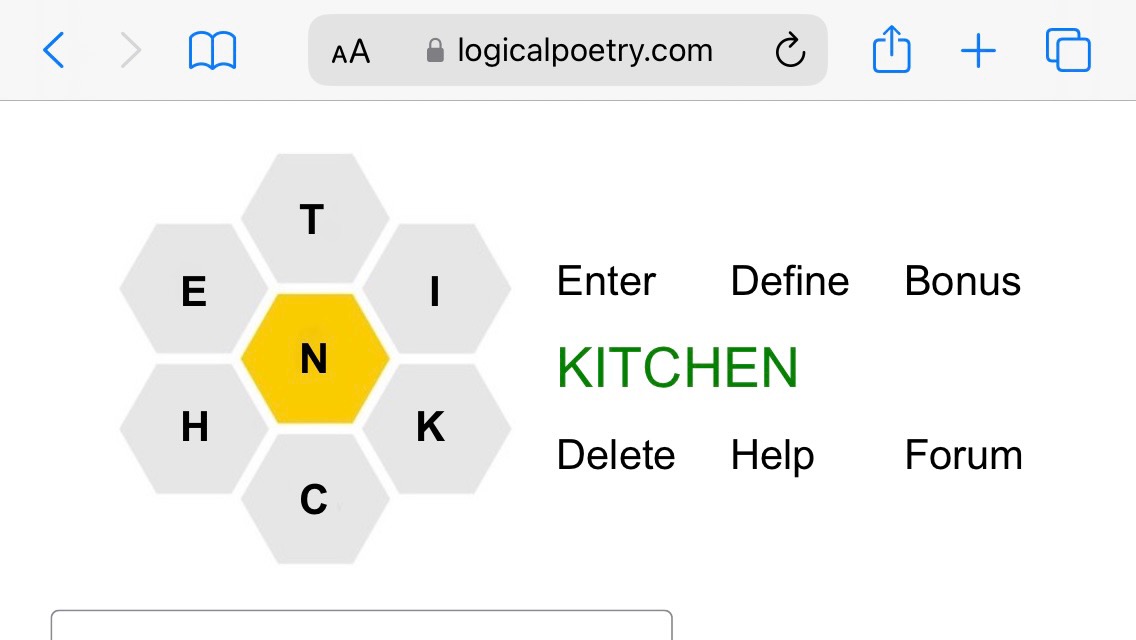 AA logicalpoetry.com
T
E I
N
H K
C
Enter Define Bonus
KITCHEN
Delete Help Forum